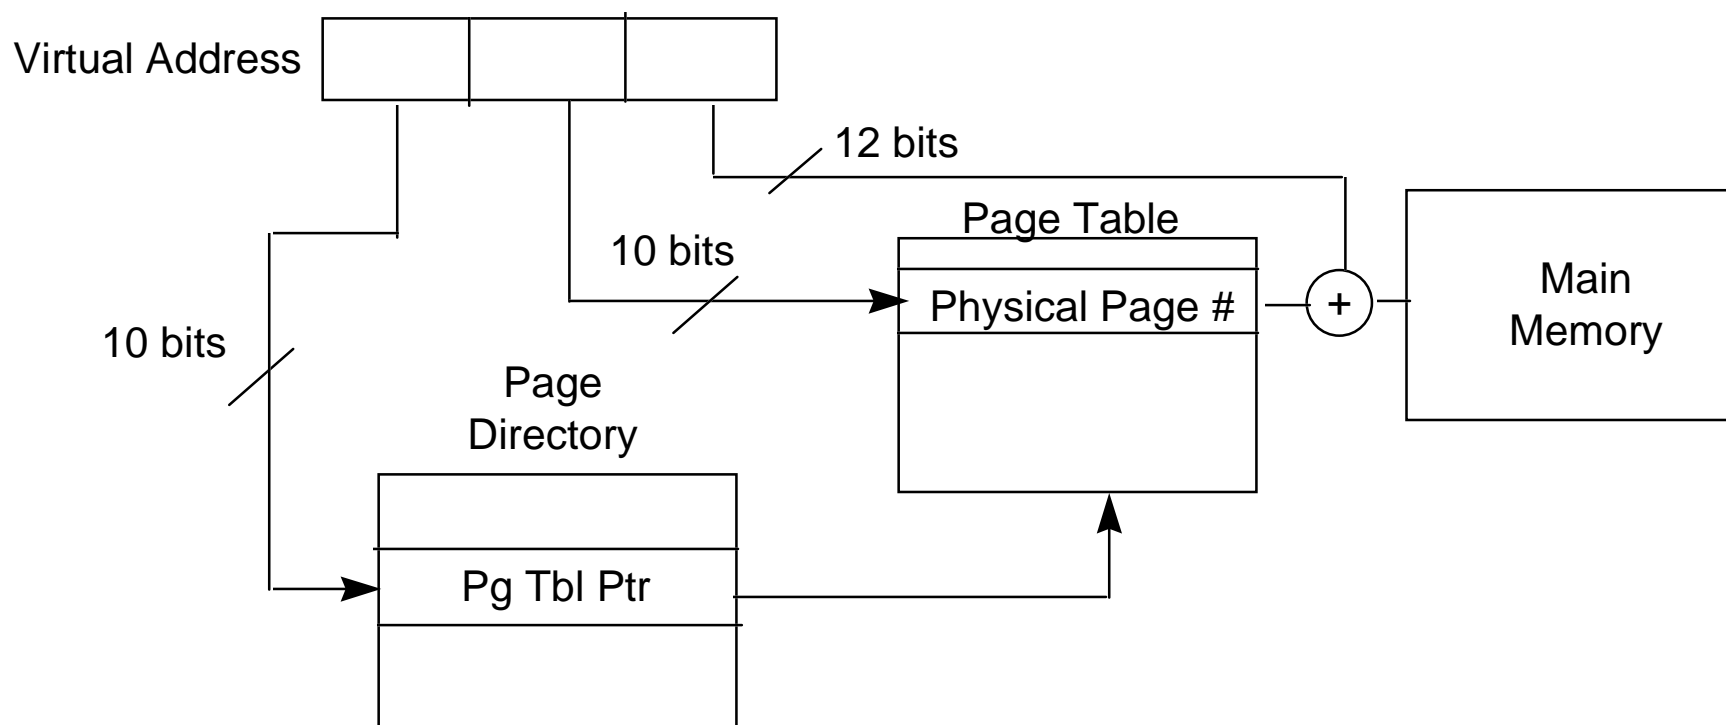 Virtual Address
12 bits
Page Table
10 bits
Physical Page #
+
Main
Memory
10 bits
Page
Directory
Pg Tbl Ptr